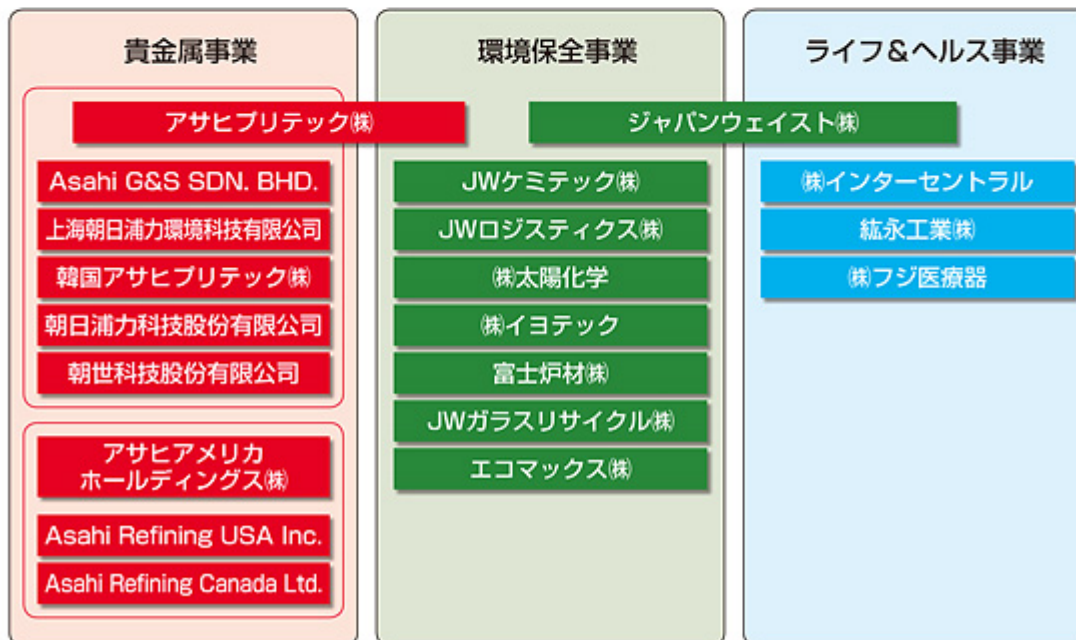 貴金属事業
アサヒプリテック㈱
Asahi G&S SDN. BHD.
上海朝日浦力環境科技有限公司
韓国アサヒプリテック㈱
朝日浦力科技股份有限公司
朝世科技股份有限公司
アサヒアメリカ
ホールディングス㈱
Asahi Refining USA Inc.
Asahi Refining Canada Ltd.
環境保全事業
ジャパンウェイスト㈱
JWケミテック㈱
JWロジスティクス㈱
㈱太陽化学
㈱イヨテック
富士炉材㈱
JWガラスリサイクル㈱
エコマックス㈱
ライフ&ヘルス事業
㈱インターセントラル
紘永工業㈱
㈱フジ医療器